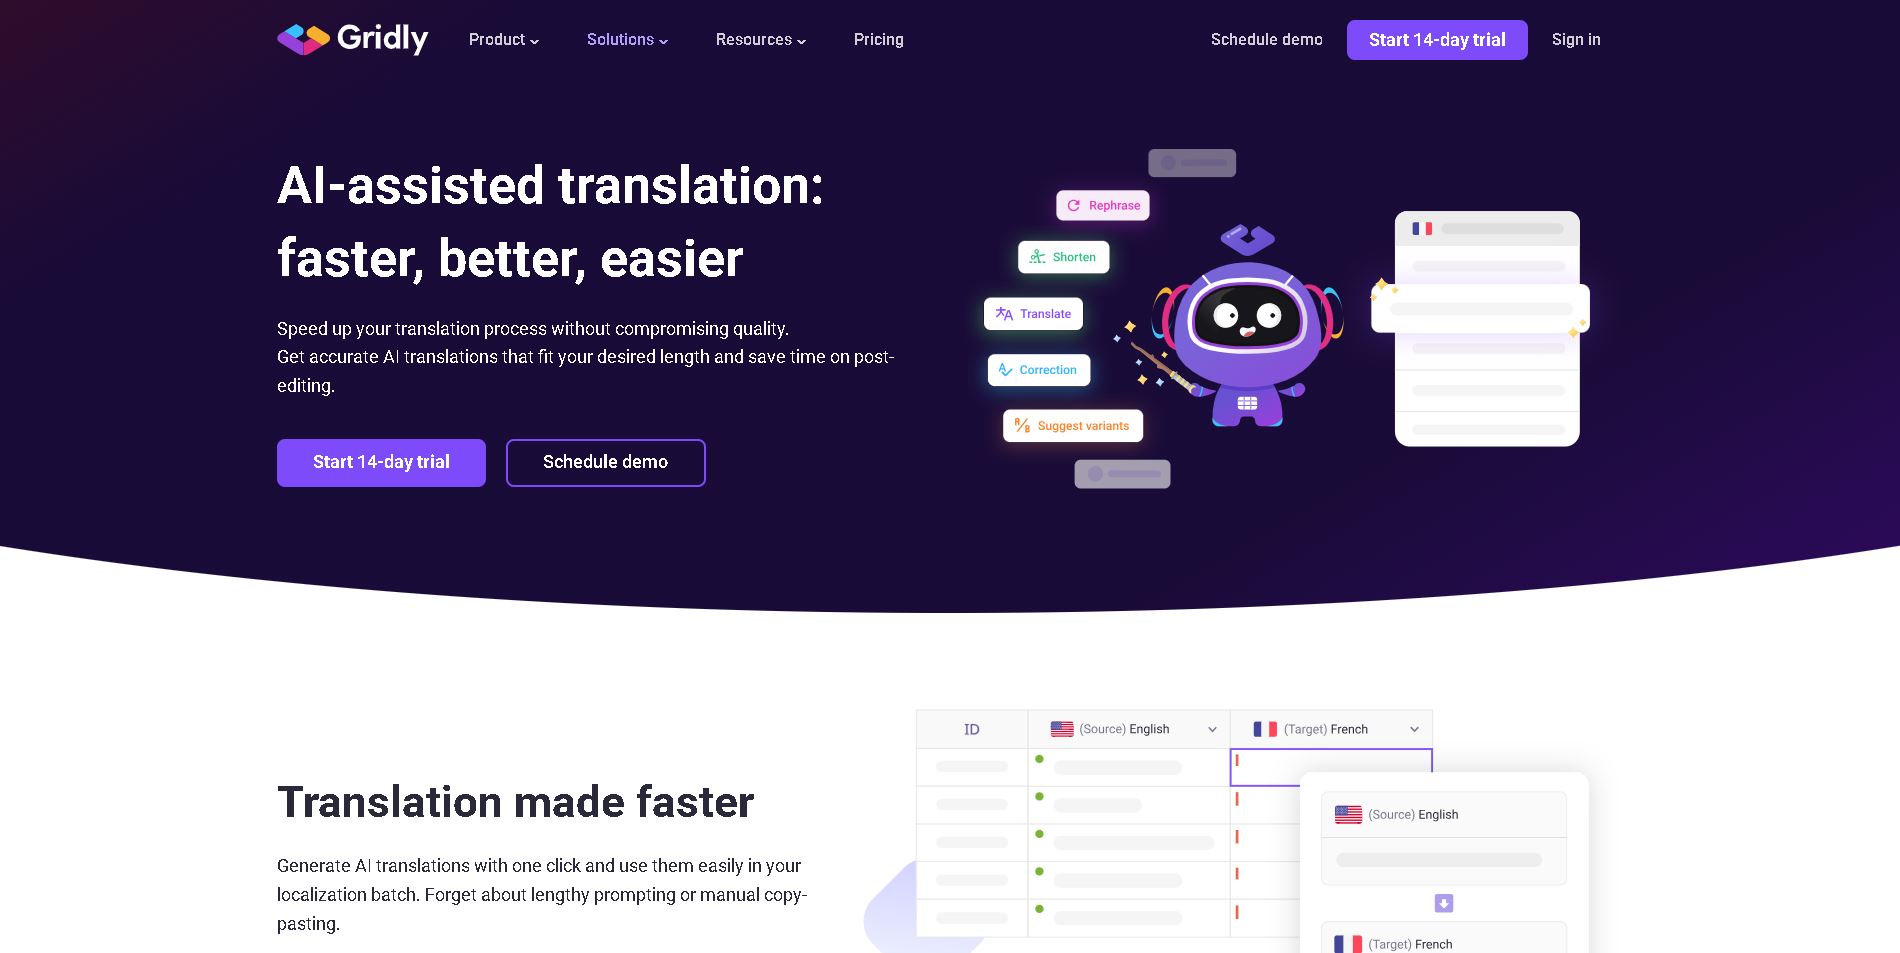 Gridly
Product
Solutions
Resources
Pricing
Schedule demo
Start 14-day trial
Sign in
AI-assisted translation:
faster, better, easier
Speed up your translation process without compromising quality.
Get accurate AI translations that fit your desired length and save time on post-
editing.
Start 14-day trial
Schedule demo
Rephrase
Shorten
Translate
Correction
Suggest variants
Translation made faster
Generate AI translations with one click and use them easily in your
localization batch. Forget about lengthy prompting or manual copy-
pasting.
ID
(Source) English
(Target) French
(Source) English
(Target) French